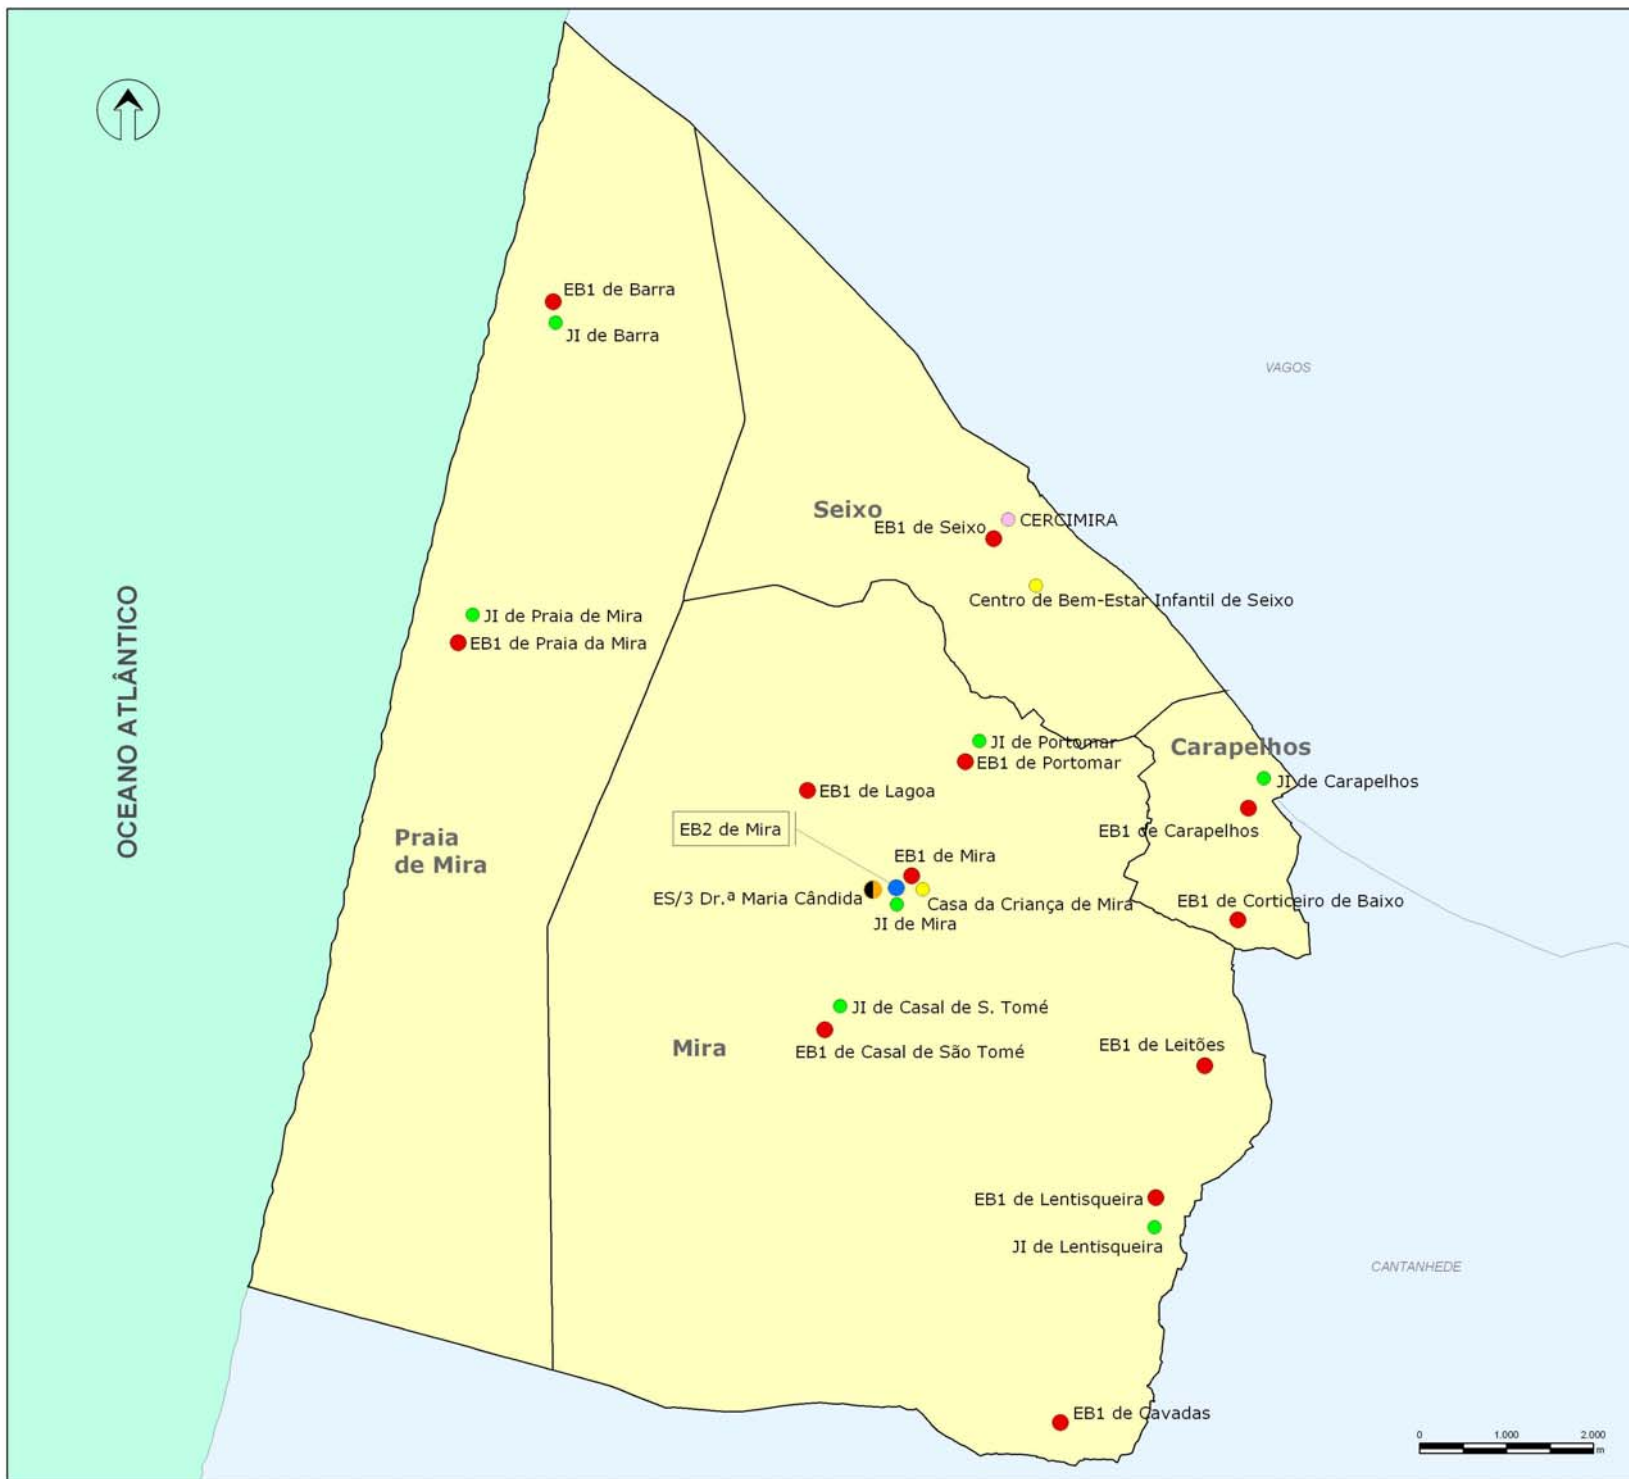 EB1 de Barra
JI de Barra
VAGOS
Seixo
CERCIMIRA
EB1 de Seixo
Centro de Bem-Estar Infantil de Seixo
OCEANO ATLÂNTICO
JI de Praia de Mira
EB1 de Praia da Mira
JI de Portomar
EB1 de Portomar
Carapelhos
JI de Carapelhos
EB1 de Lagoa
EB2 de Mira
EB1 de Carapelhos
Praia
de Mira
EB1 de Mira
ES/3 Dr.ª Maria Cândida
Casa da Criança de Mira
JI de Mira
EB1 de Corticeiro de Baixo
JI de Casal de S. Tomé
Mira
EB1 de Casal de São Tomé
EB1 de Leitões
EB1 de Lentisqueira
JI de Lentisqueira
CANTANHEDE
EB1 de Cavadas
0 1.000 2.000
m